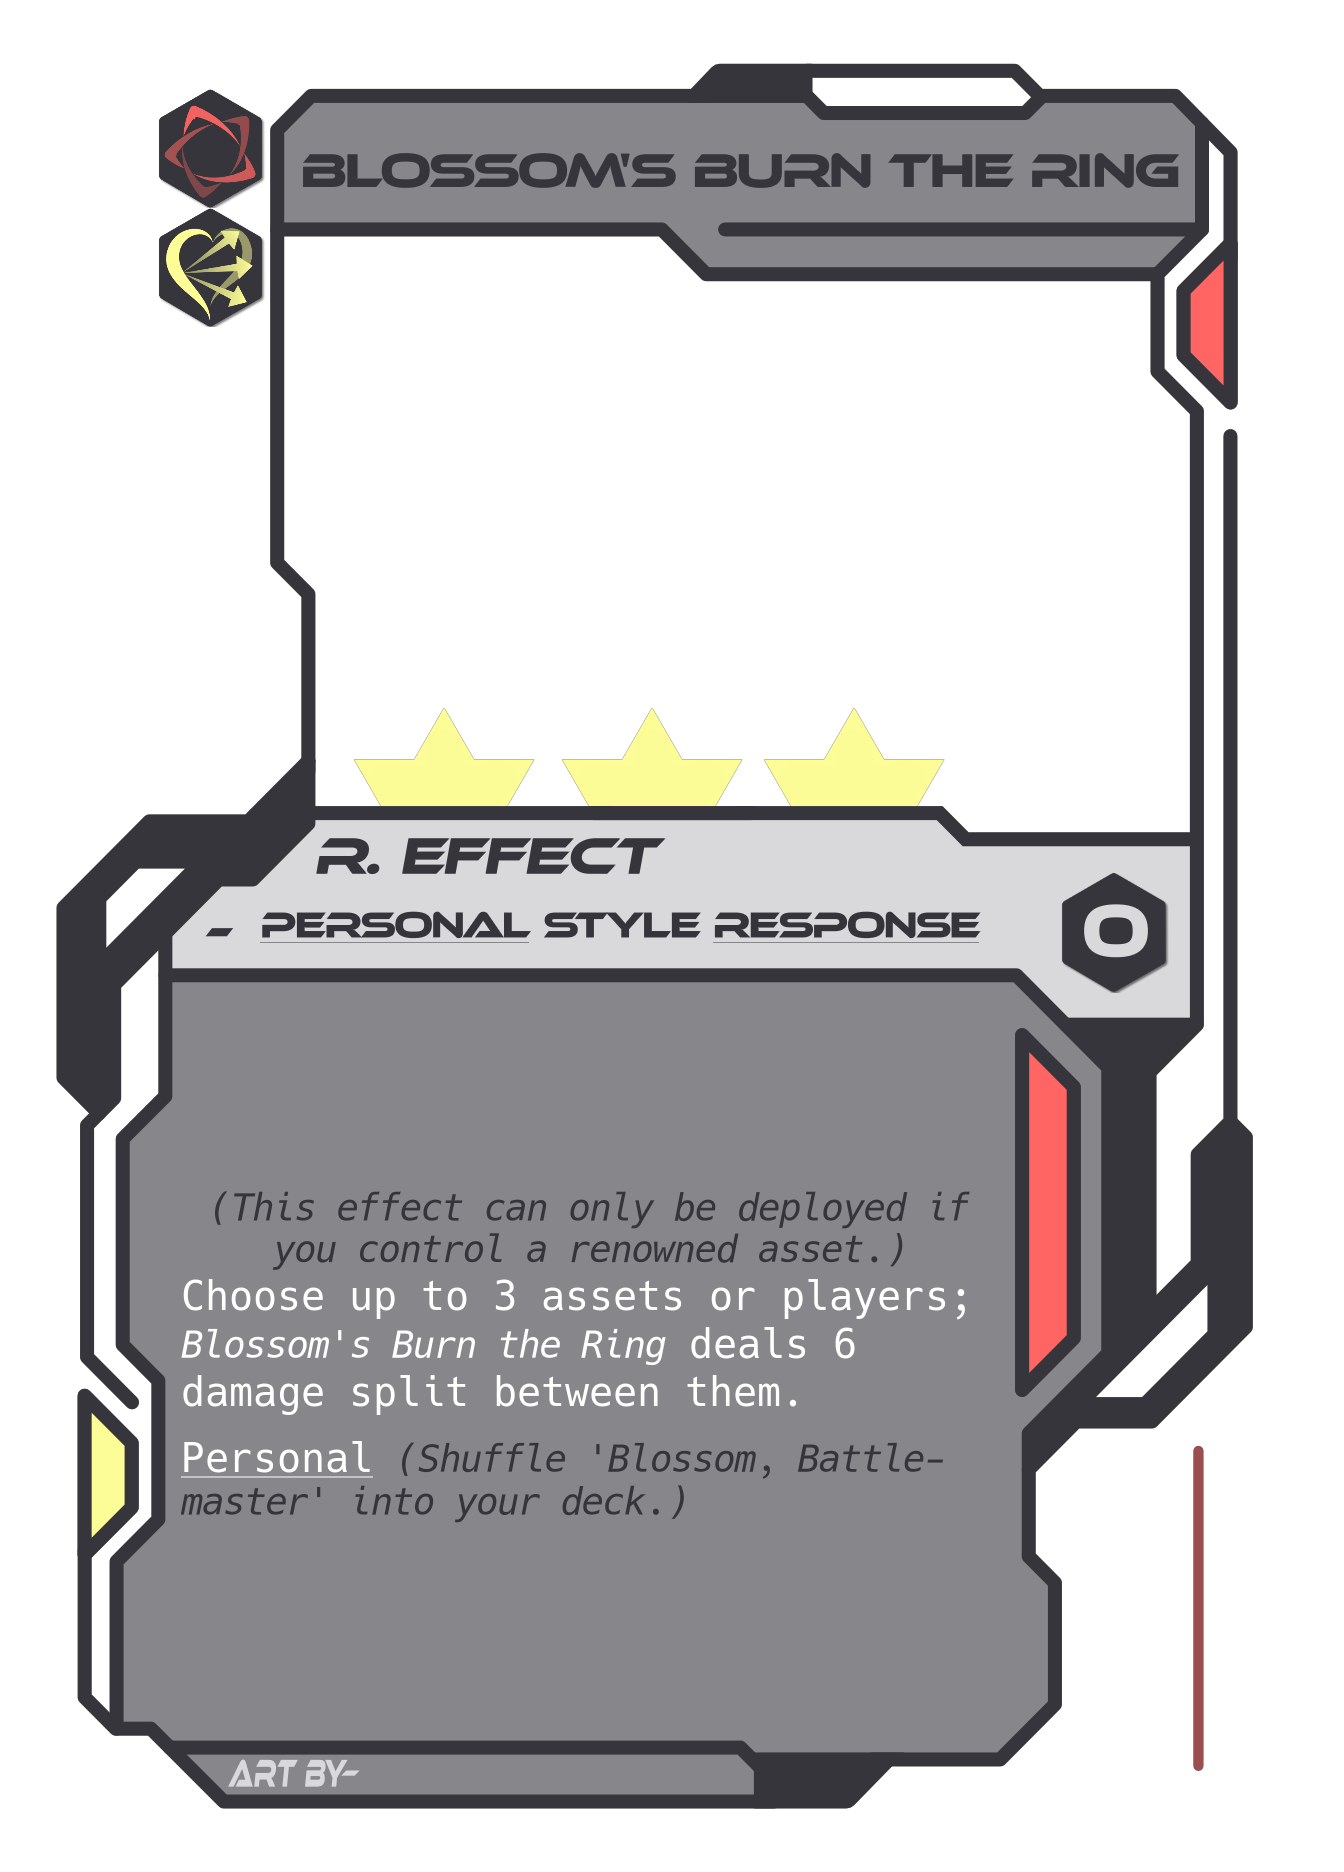 BLOSSOM'S BURN THE RING
R. EFFECT
- PERSONAL STYLE RESPONSE
0
(This effect can only be deployed if
you control a renowned asset.)
Choose up to 3 assets or players;
Blossom's Burn the Ring deals 6
damage split between them.
Personal (Shuffle 'Blossom, Battle-
master' into your deck.)
ART BY-